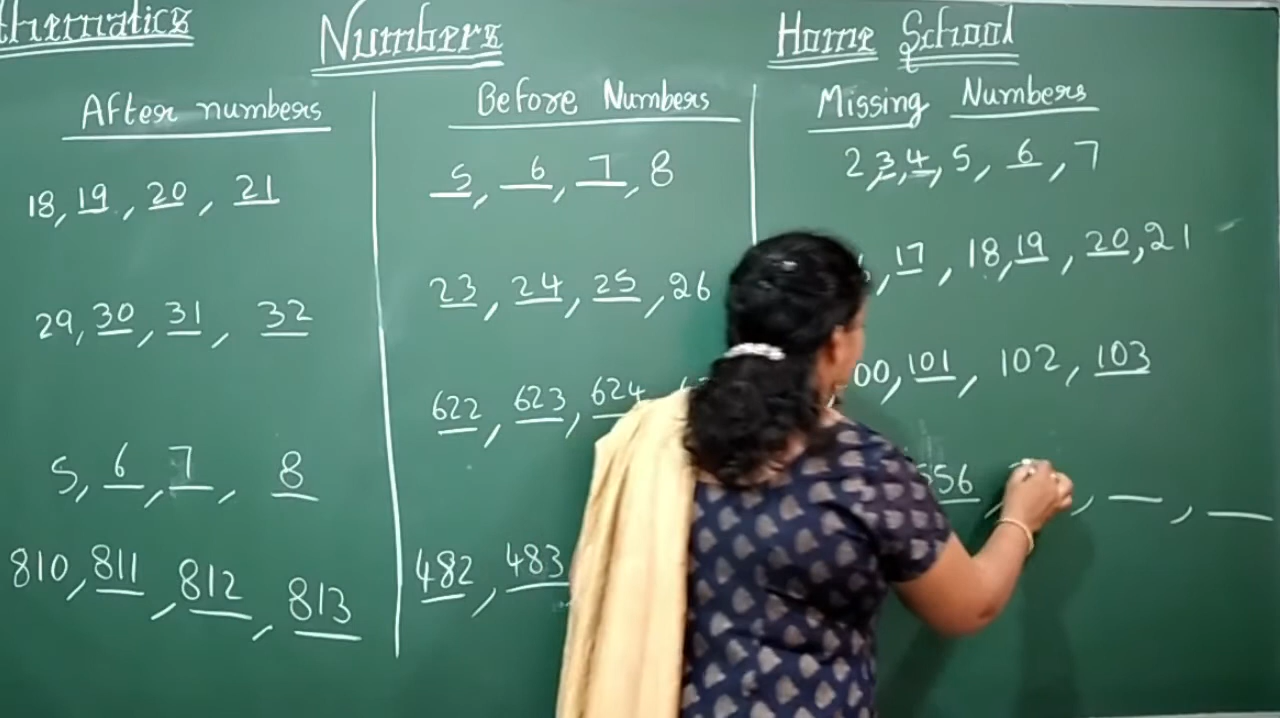 Numbers
Home School
After numbers
18, 19, 20, 21
29, 30, 31, 32
5, 6, 7, 8
810, 811, 812, 813
Before Numbers
5, 6, 7, 8
23, 24, 25, 26
622, 623, 624
482, 483
Missing Numbers
2, 3, 4, 5, 6, 7
, 17, 18, 19, 20, 21
00, 101, 102, 103
556, , ,